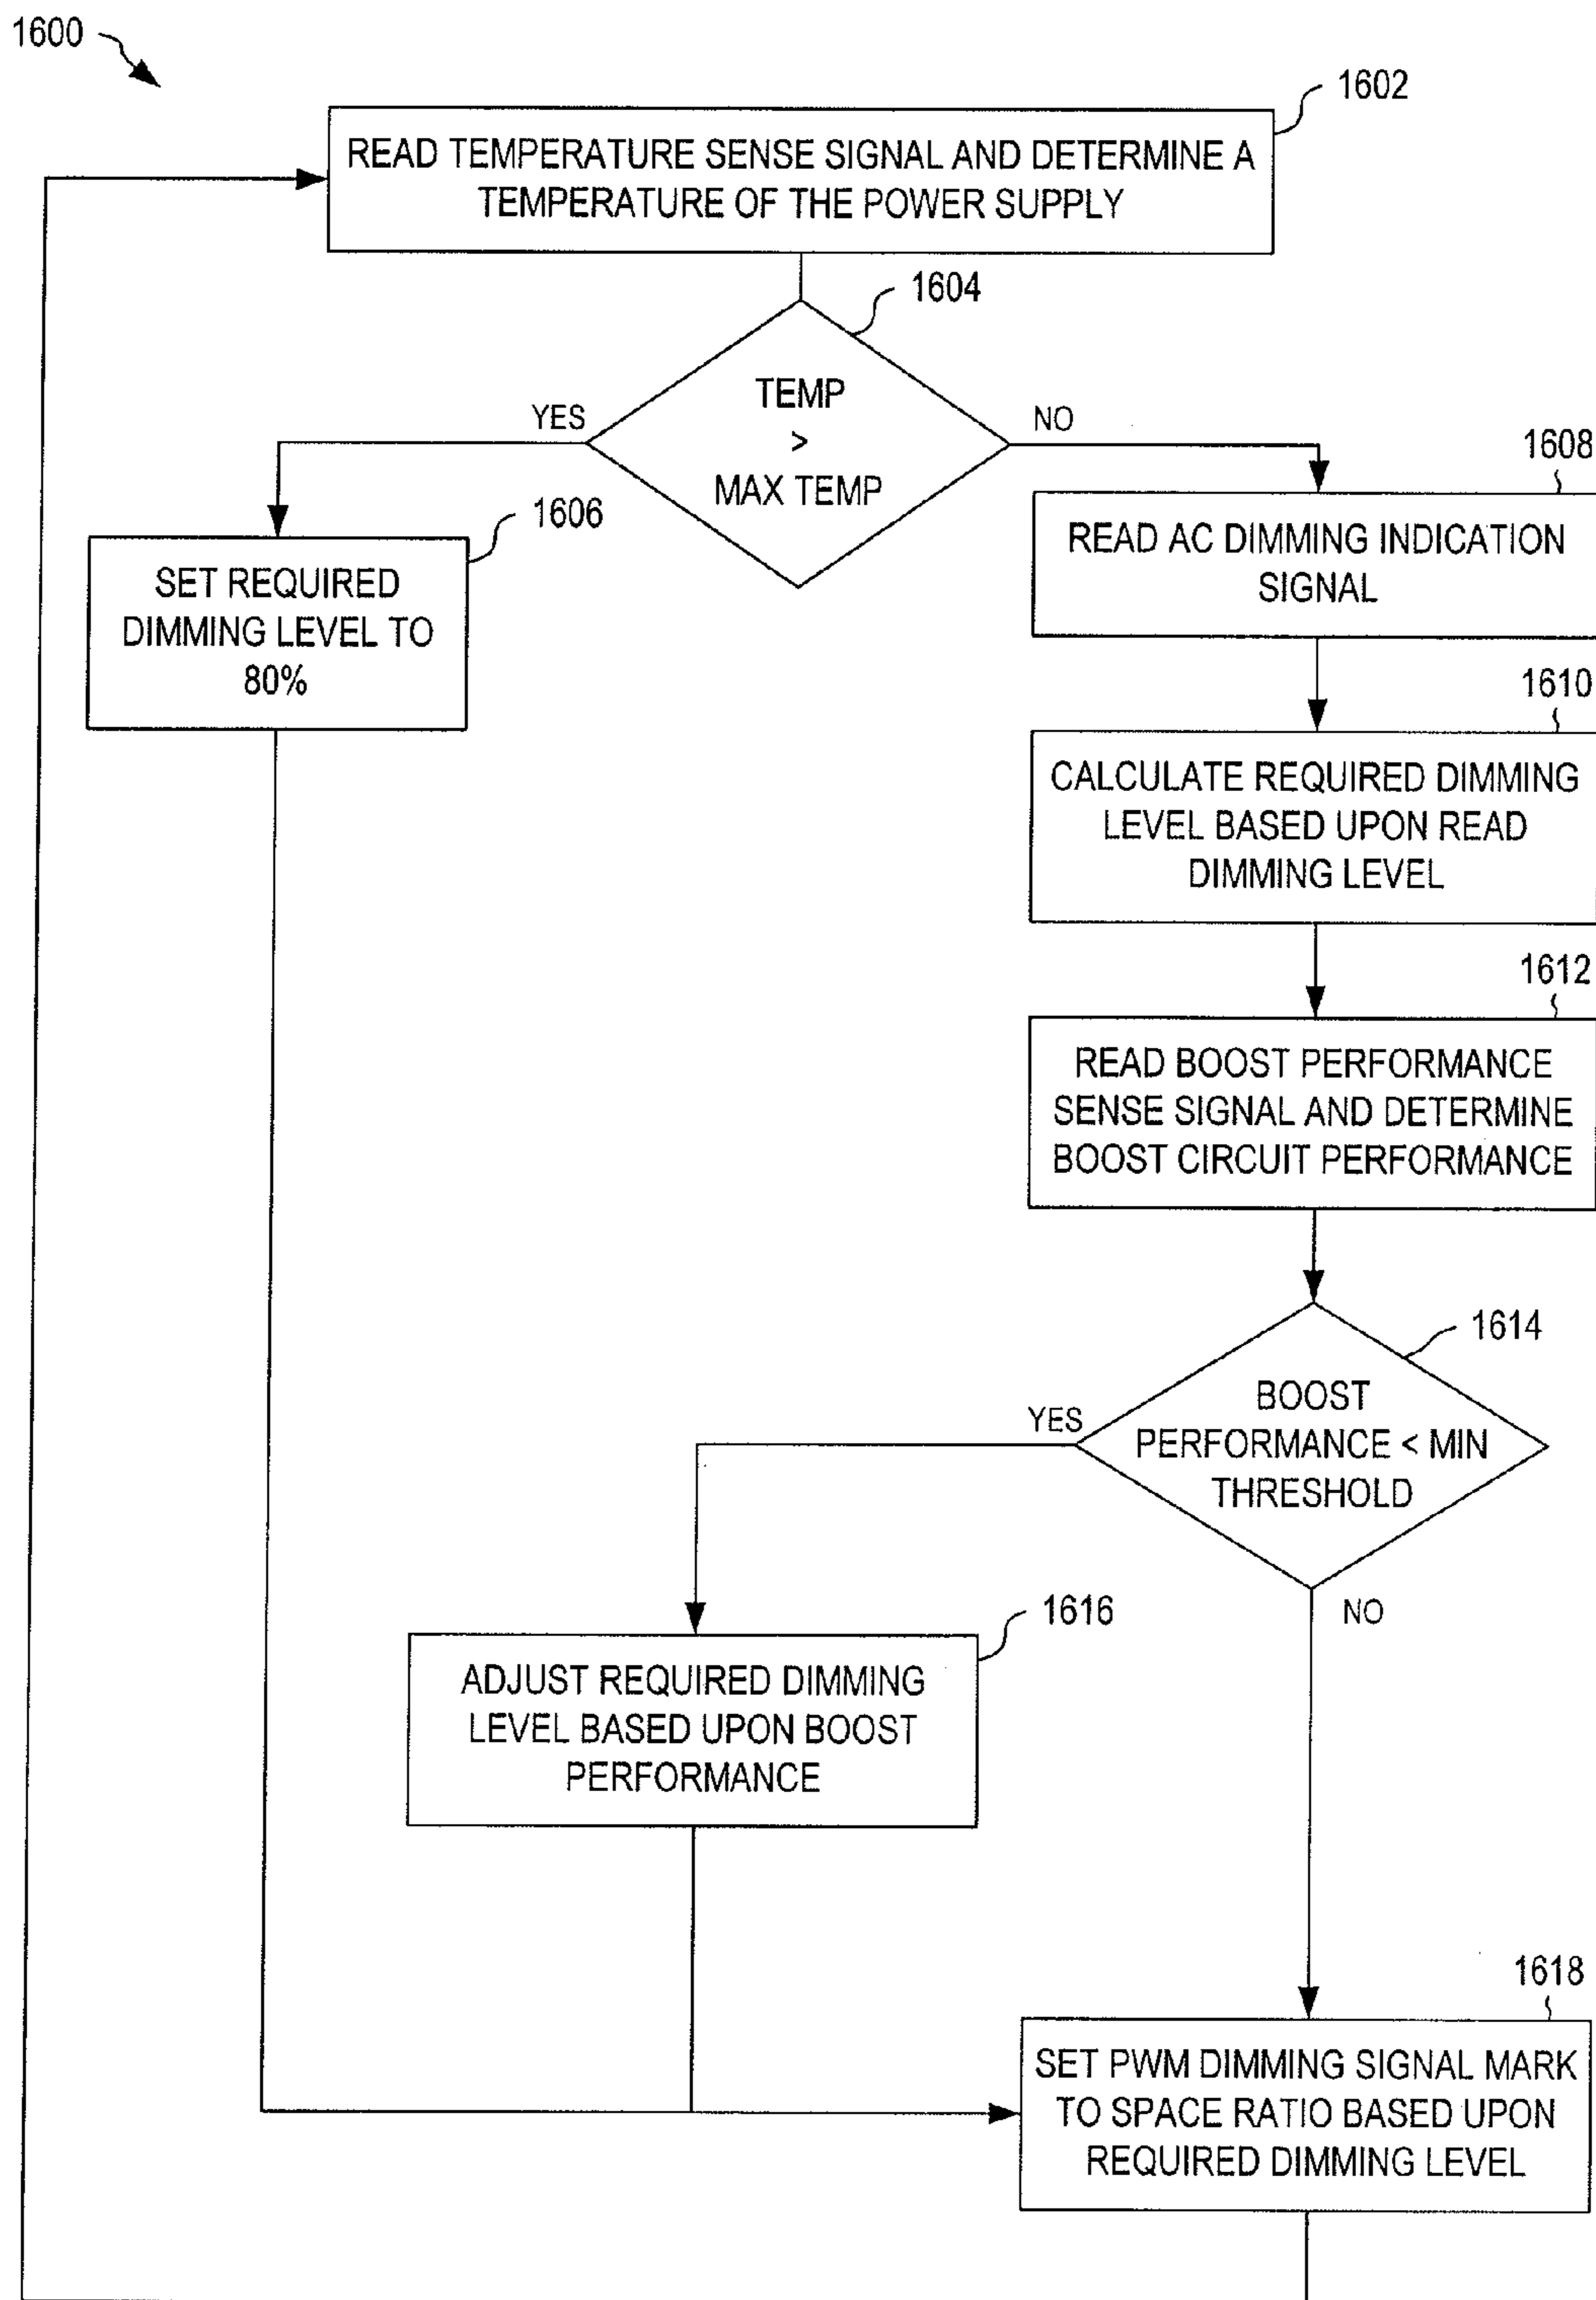 1600
1602
READ TEMPERATURE SENSE SIGNAL AND DETERMINE A
TEMPERATURE OF THE POWER SUPPLY
1604
TEMP
>
MAX TEMP
YES
NO
1606
SET REQUIRED
DIMMING LEVEL TO
80%
1608
READ AC DIMMING INDICATION
SIGNAL
1610
CALCULATE REQUIRED DIMMING
LEVEL BASED UPON READ
DIMMING LEVEL
1612
READ BOOST PERFORMANCE
SENSE SIGNAL AND DETERMINE
BOOST CIRCUIT PERFORMANCE
1614
BOOST
PERFORMANCE < MIN
THRESHOLD
YES
NO
1616
ADJUST REQUIRED DIMMING
LEVEL BASED UPON BOOST
PERFORMANCE
1618
SET PWM DIMMING SIGNAL MARK
TO SPACE RATIO BASED UPON
REQUIRED DIMMING LEVEL